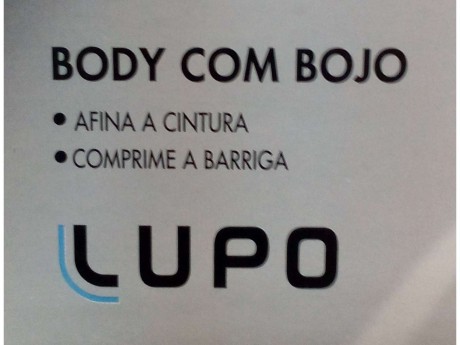 BODY COM BOJO
• AFINA A CINTURA
• COMPRIME A BARRIGA
LUPO